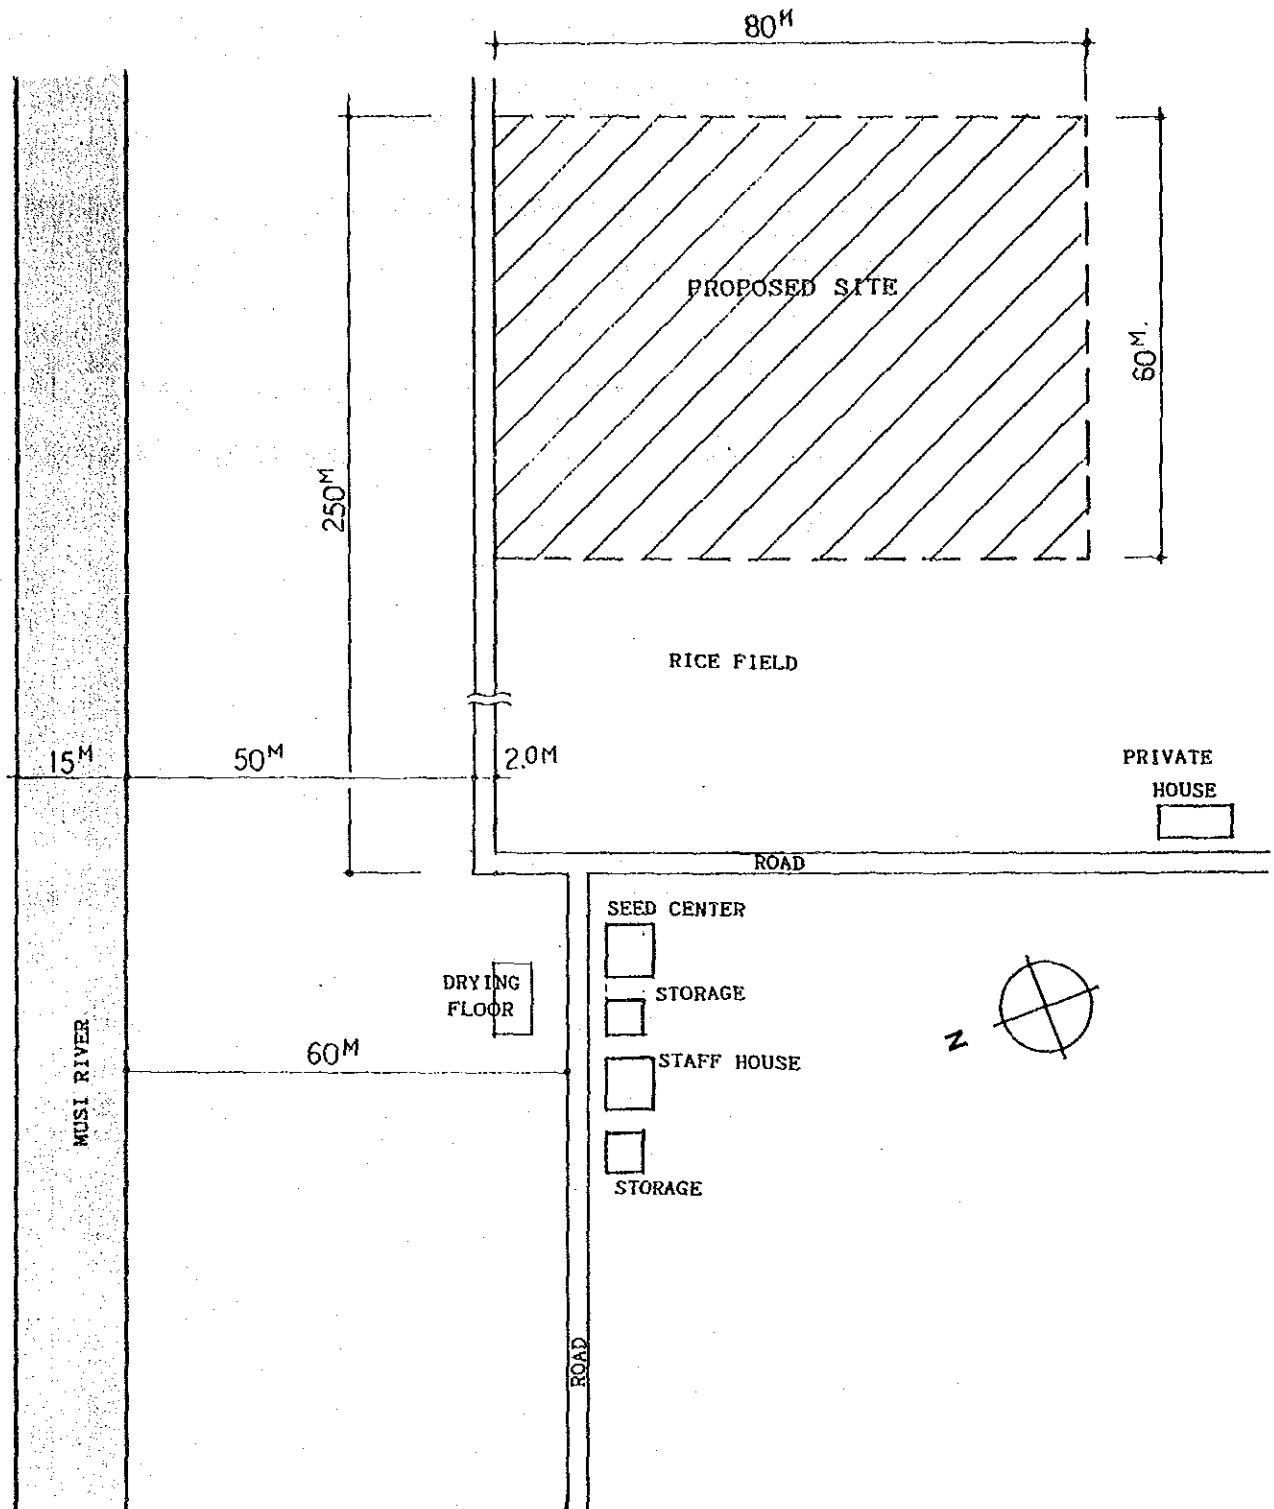 80M
PROPOSED SITE
60M.
250M
RICE FIELD
15M
50M
2.0M
PRIVATE
HOUSE
ROAD
SEED CENTER
DRYING
FLOOR
STORAGE
N
60M
STAFF HOUSE
MUSI RIVER
STORAGE
ROAD